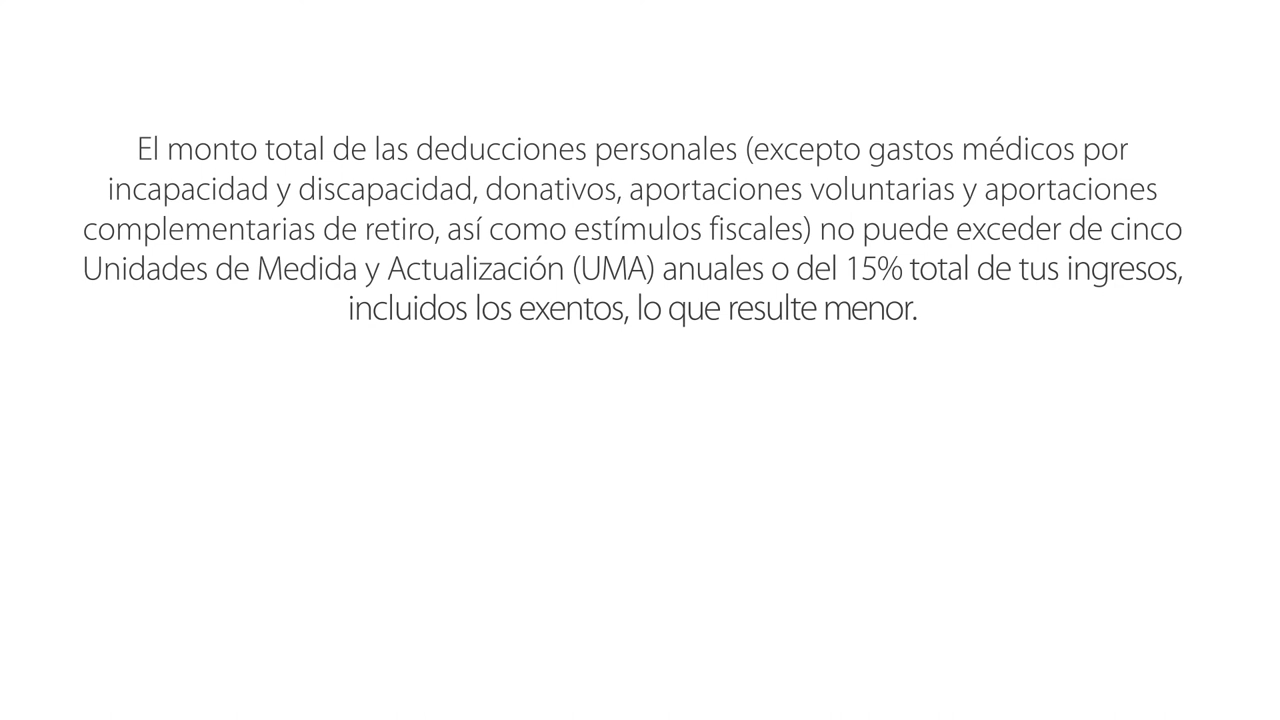 El monto total de las deducciones personales (excepto gastos médicos por
incapacidad y discapacidad, donativos, aportaciones voluntarias y aportaciones
complementarias de retiro, así como estímulos fiscales) no puede exceder de cinco
Unidades de Medida y Actualización (UMA) anuales o del 15% total de tus ingresos,
incluidos los exentos, lo que resulte menor.